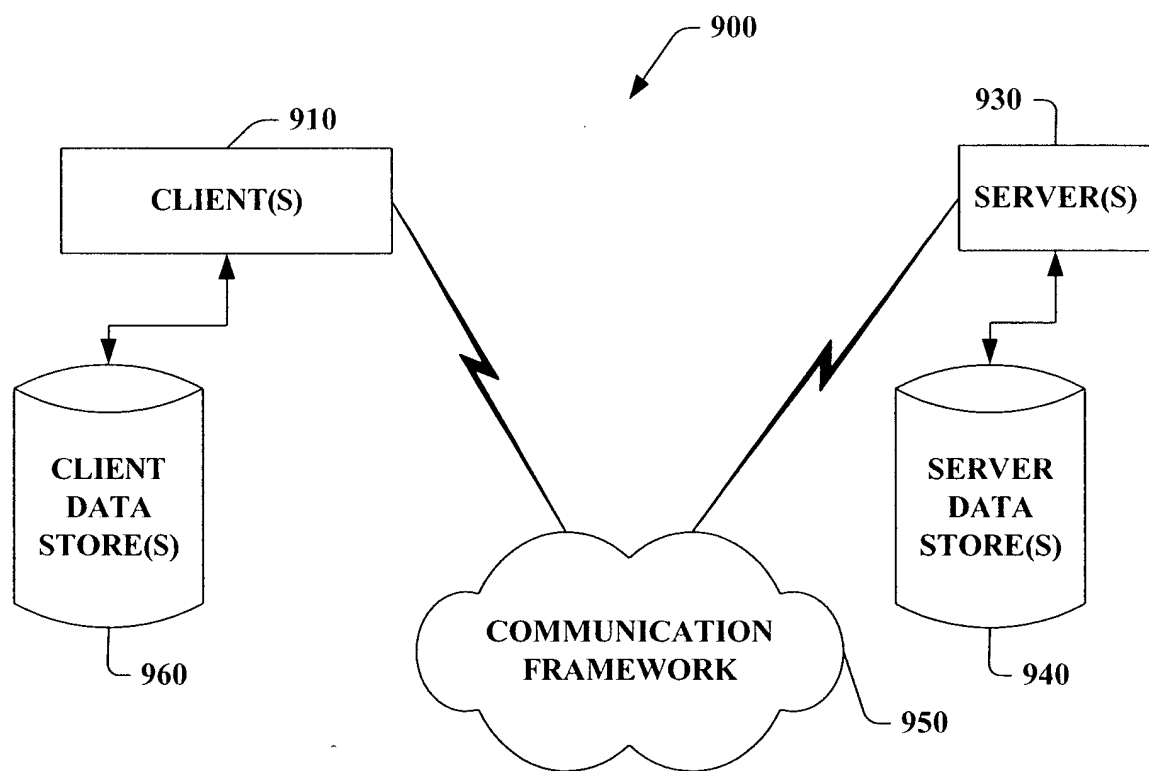 900
910
930
CLIENT(S)
SERVER(S)
CLIENT
DATA
STORE(S)
SERVER
DATA
STORE(S)
COMMUNICATION
FRAMEWORK
960
940
950